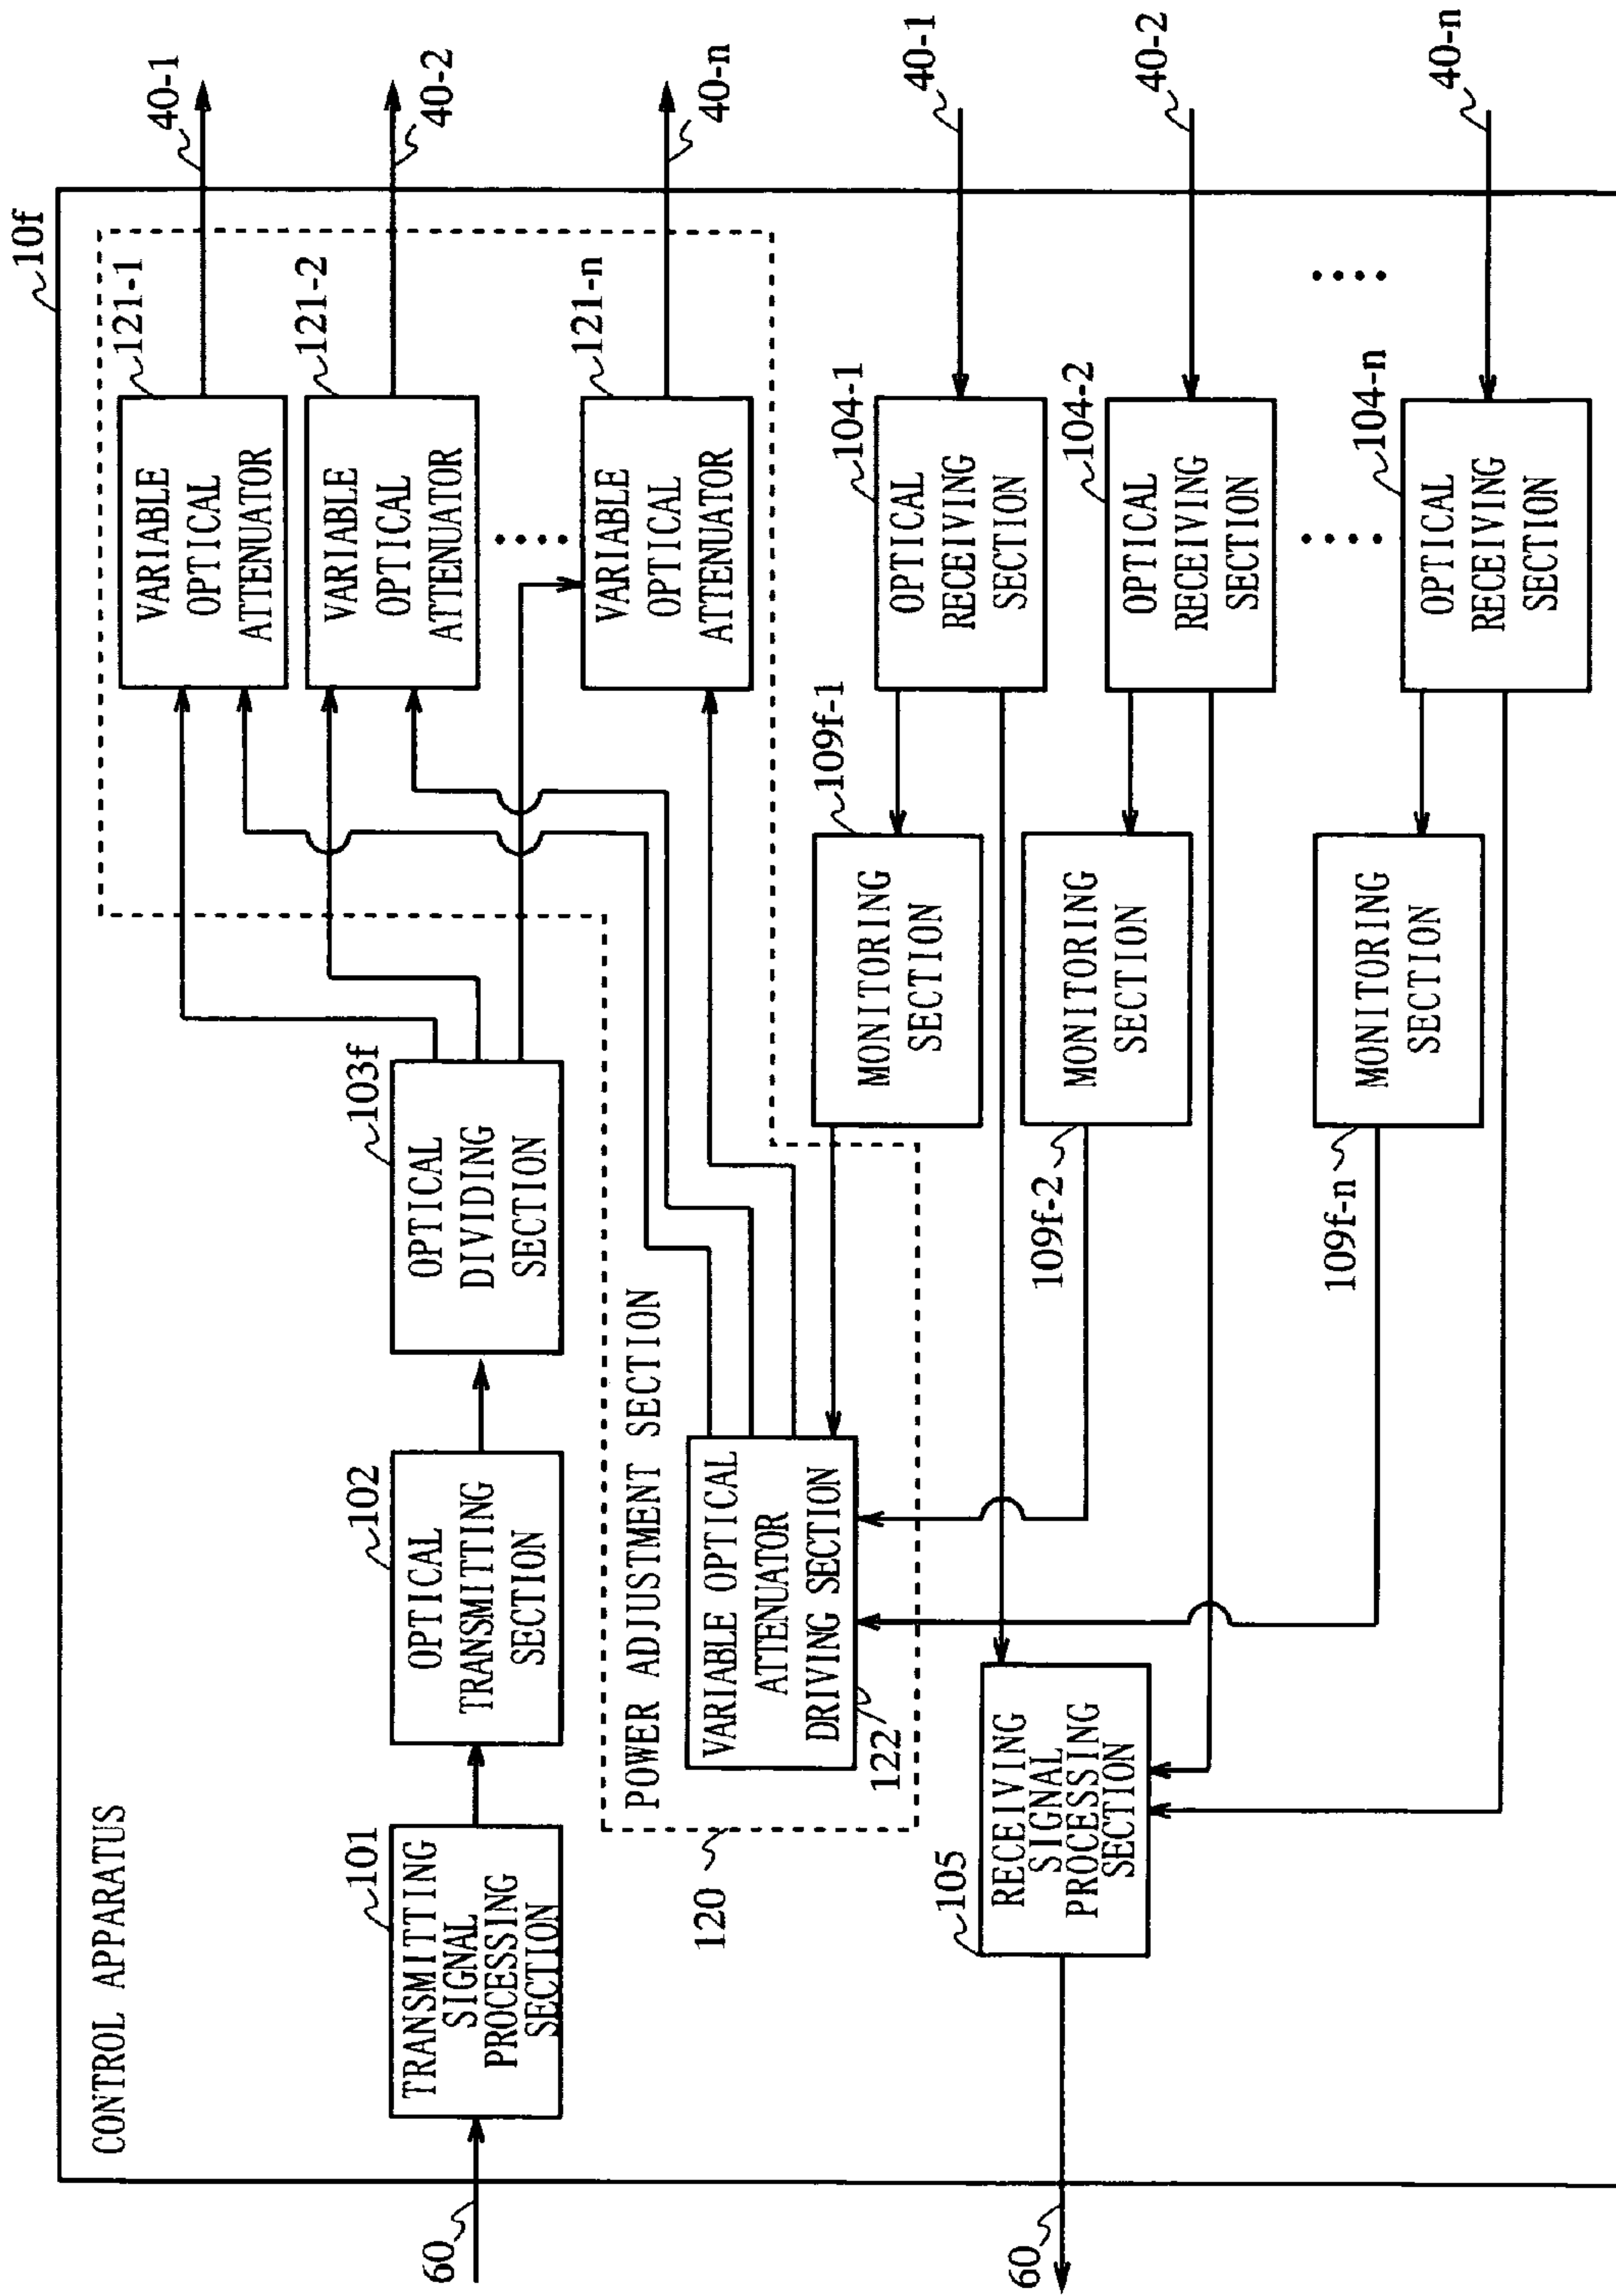 10f
CONTROL APPARATUS
60
101
TRANSMITTING
SIGNAL
PROCESSING
SECTION
102
OPTICAL
TRANSMITTING
SECTION
103f
OPTICAL
DIVIDING
SECTION
121-1
VARIABLE
OPTICAL
ATTENUATOR
40-1
121-2
VARIABLE
OPTICAL
ATTENUATOR
40-2
121-n
VARIABLE
OPTICAL
ATTENUATOR
40-n
120
POWER ADJUSTMENT SECTION
VARIABLE OPTICAL
ATTENUATOR
DRIVING SECTION
122
109f-1
MONITORING
SECTION
104-1
OPTICAL
RECEIVING
SECTION
40-1
109f-2
MONITORING
SECTION
104-2
OPTICAL
RECEIVING
SECTION
40-2
109f-n
MONITORING
SECTION
104-n
OPTICAL
RECEIVING
SECTION
40-n
105
RECEIVING
SIGNAL
PROCESSING
SECTION
60